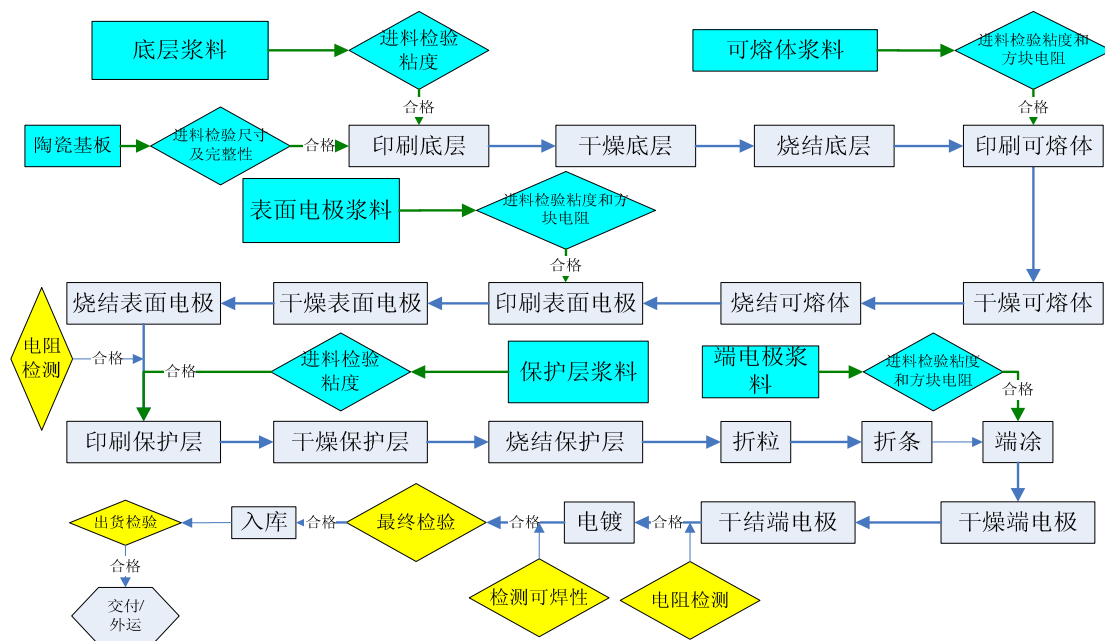 底层浆料
进料检验
粘度
可熔体浆料
进料检验粘度和
方块电阻
合格
合格
陶瓷基板
进料检验尺寸
及完整性
合格
印刷底层
干燥底层
烧结底层
印刷可熔体
表面电极浆料
进料检验粘度和方
块电阻
合格
烧结表面电极
干燥表面电极
印刷表面电极
烧结可熔体
干燥可熔体
电阻
检测
合格
合格
进料检验
粘度
保护层浆料
端电极浆
料
进料检验粘度
和方块电阻
合格
印刷保护层
干燥保护层
烧结保护层
折粒
折条
端凃
出货检验
入库
合格
最终检验
合格
电镀
合格
干结端电极
干燥端电极
合格
检测可焊性
电阻检测
交付/
外运